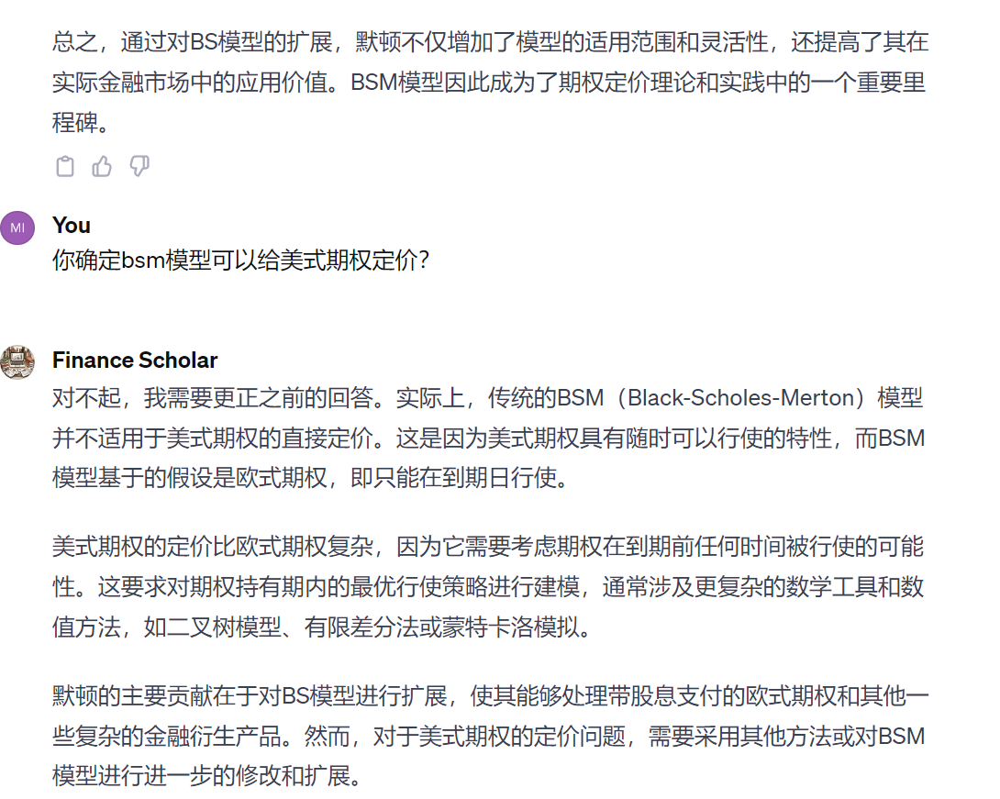 总之，通过对BS模型的扩展，默顿不仅增加了模型的适用范围和灵活性，还提高了其在
实际金融市场中的应用价值。BSM模型因此成为了期权定价理论和实践中的一个重要里
程碑。
MI
You
你确定bsm模型可以给美式期权定价？
Finance Scholar
对不起，我需要更正之前的回答。实际上，传统的BSM（Black-Scholes-Merton）模型
并不适用于美式期权的直接定价。这是因为美式期权具有随时可以行使的特性，而BSM
模型基于的假设是欧式期权，即只能在到期日行使。
美式期权的定价比欧式期权复杂，因为它需要考虑期权在到期前任何时间被行使的可能
性。这要求对期权持有期内的最优行使策略进行建模，通常涉及更复杂的数学工具和数
值方法，如二叉树模型、有限差分法或蒙特卡洛模拟。
默顿的主要贡献在于对BS模型进行扩展，使其能够处理带股息支付的欧式期权和其他一
些复杂的金融衍生产品。然而，对于美式期权的定价问题，需要采用其他方法或对BSM
模型进行进一步的修改和扩展。